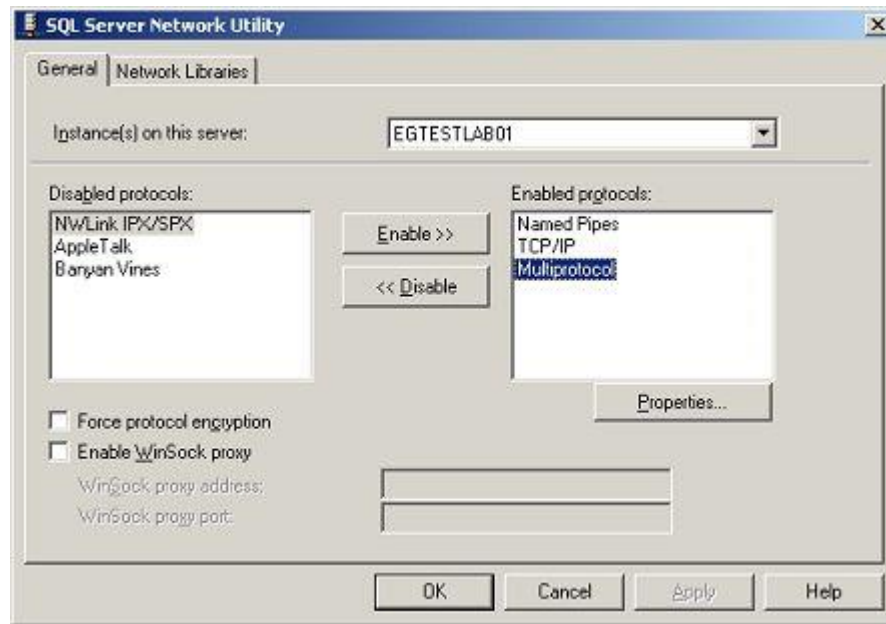 SQL Server Network Utility
General
Network Libraries
Instance(s) on this server:
EGTESTLAB01
Disabled protocols:
NWLink IPX/SPX
AppleTalk
Banyan Vines
Enable >>
<< Disable
Enabled protocols:
Named Pipes
TCP/IP
Multiprotocol
Properties...
Force protocol encryption
Enable WinSock proxy
WinSock proxy address:
WinSock proxy port:
OK
Cancel
Apply
Help